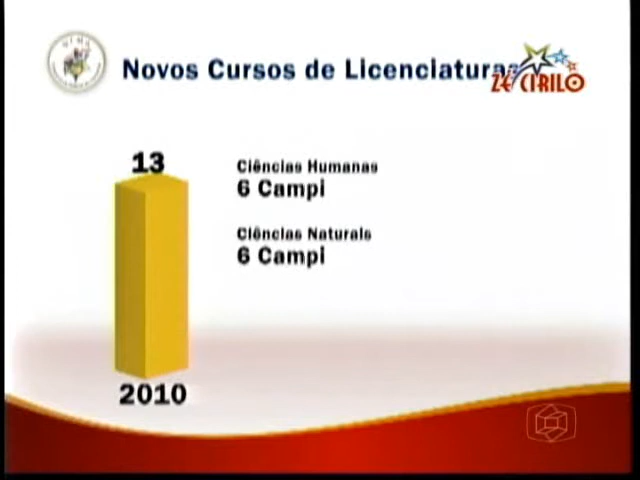 Novos Cursos de Licenciaturas
ZÉ CIRILO
13
Ciências Humanas
6 Campi
Ciências Naturais
6 Campi
2010